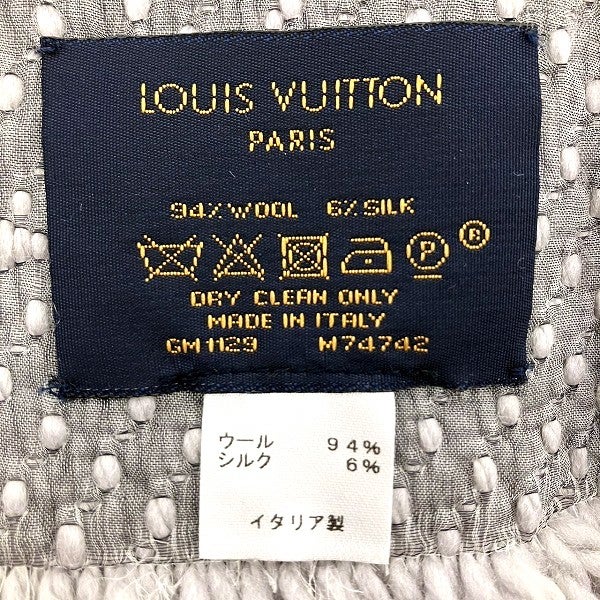 LOUIS VUITTON
PARIS
94% WOOL 6% SILK
P ®
DRY CLEAN ONLY
MADE IN ITALY
GM1129 M74742
ウール 94%
シルク 6%
イタリア製